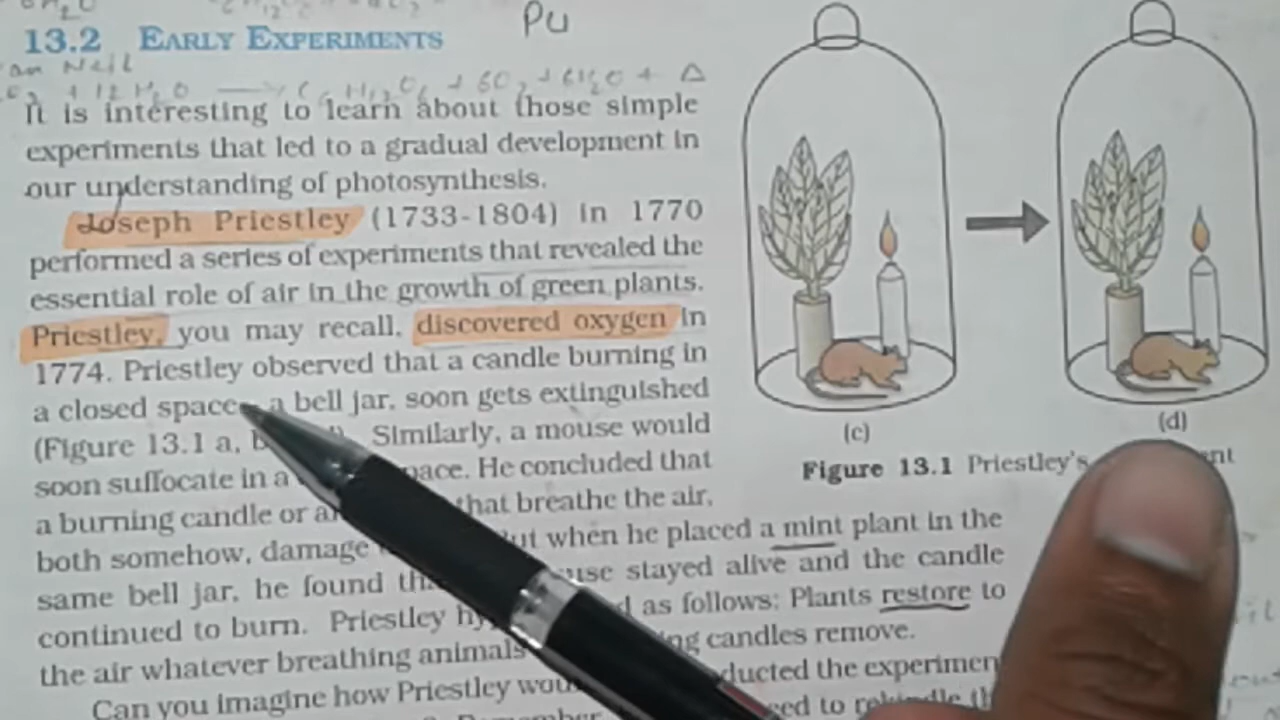 Pu
13.2 EARLY EXPERIMENTS
It is interesting to learn about those simple
experiments that led to a gradual development in
our understanding of photosynthesis.
Joseph Priestley (1733-1804) in 1770
performed a series of experiments that revealed the
essential role of air in the growth of green plants.
Priestley, you may recall, discovered oxygen in
1774. Priestley observed that a candle burning in
a closed space a bell jar, soon gets extinguished
(Figure 13.1 a, Similarly, a mouse would
soon suffocate in a He concluded that
a burning candle or that breathe the air,
both somehow, damage when he placed a mint plant in the
same bell jar, he found stayed alive and the candle
continued to burn. Priestley as follows: Plants restore to
the air whatever breathing animals candles remove.
Can you imagine how Priestley the
(c)
(d)
Figure 13.1 Priestley's